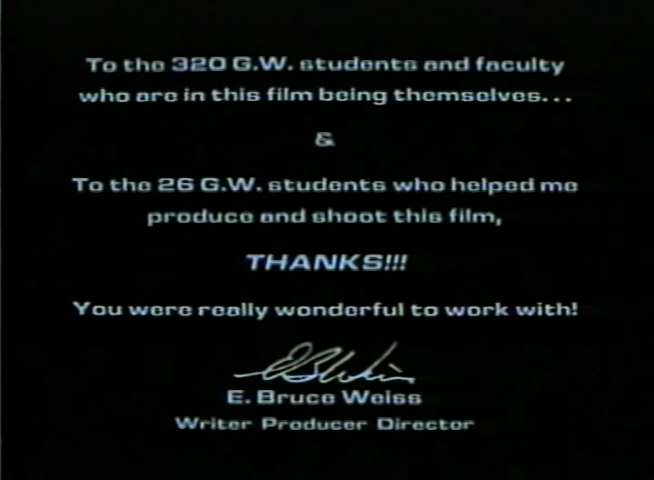 To the 320 G.W. students and faculty
who are in this film being themselves...
&
To the 26 G.W. students who helped me
produce and shoot this film,
THANKS!!!
You were really wonderful to work with!
EBWeiss
E. Bruce Weiss
Writer Producer Director